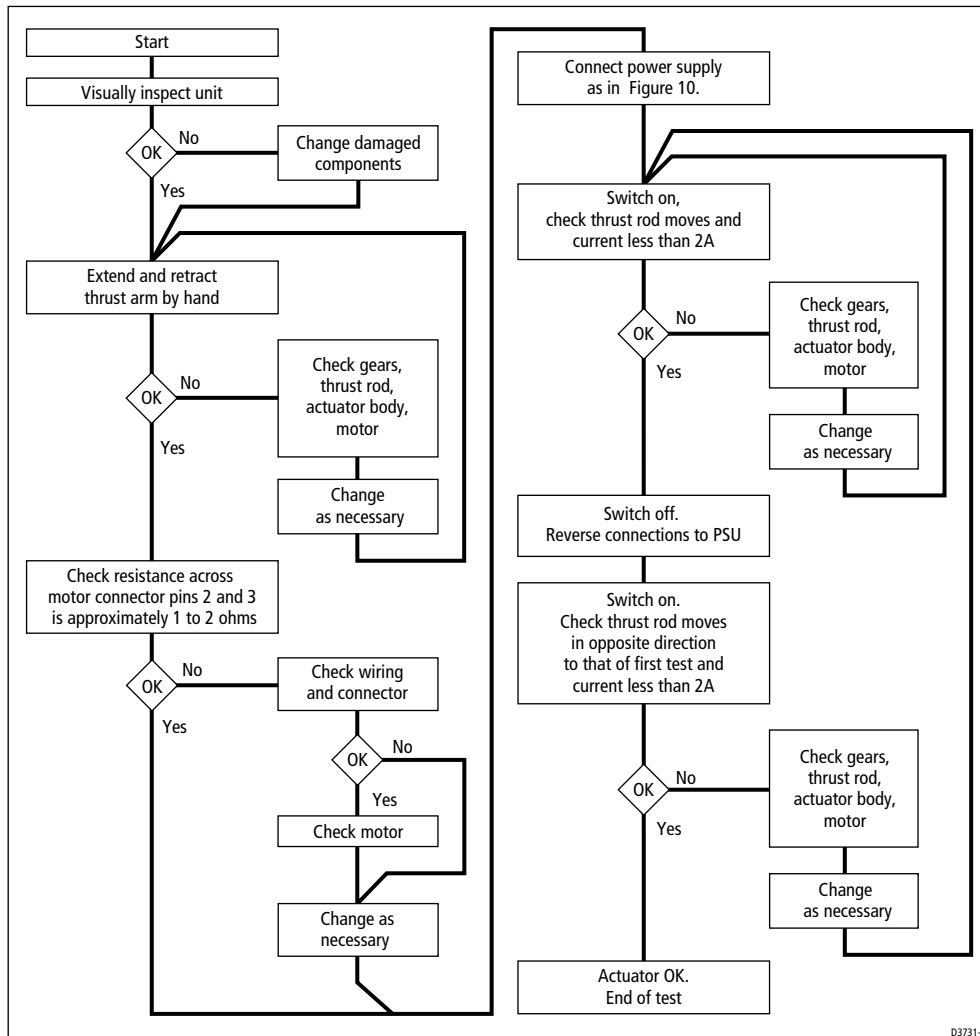 Start
Visually inspect unit
OK
No
Yes
Change damaged
components
Extend and retract
thrust arm by hand
OK
No
Yes
Check gears,
thrust rod,
actuator body,
motor
Change
as necessary
Check resistance across
motor connector pins 2 and 3
is approximately 1 to 2 ohms
OK
No
Yes
Check wiring
and connector
OK
No
Yes
Check motor
Change as
necessary
Connect power supply
as in Figure 10.
Switch on,
check thrust rod moves and
current less than 2A
OK
No
Yes
Check gears,
thrust rod,
actuator body,
motor
Change
as necessary
Switch off.
Reverse connections to PSU
Switch on.
Check thrust rod moves
in opposite direction
to that of first test and
current less than 2A
OK
No
Yes
Check gears,
thrust rod,
actuator body,
motor
Change
as necessary
Actuator OK.
End of test